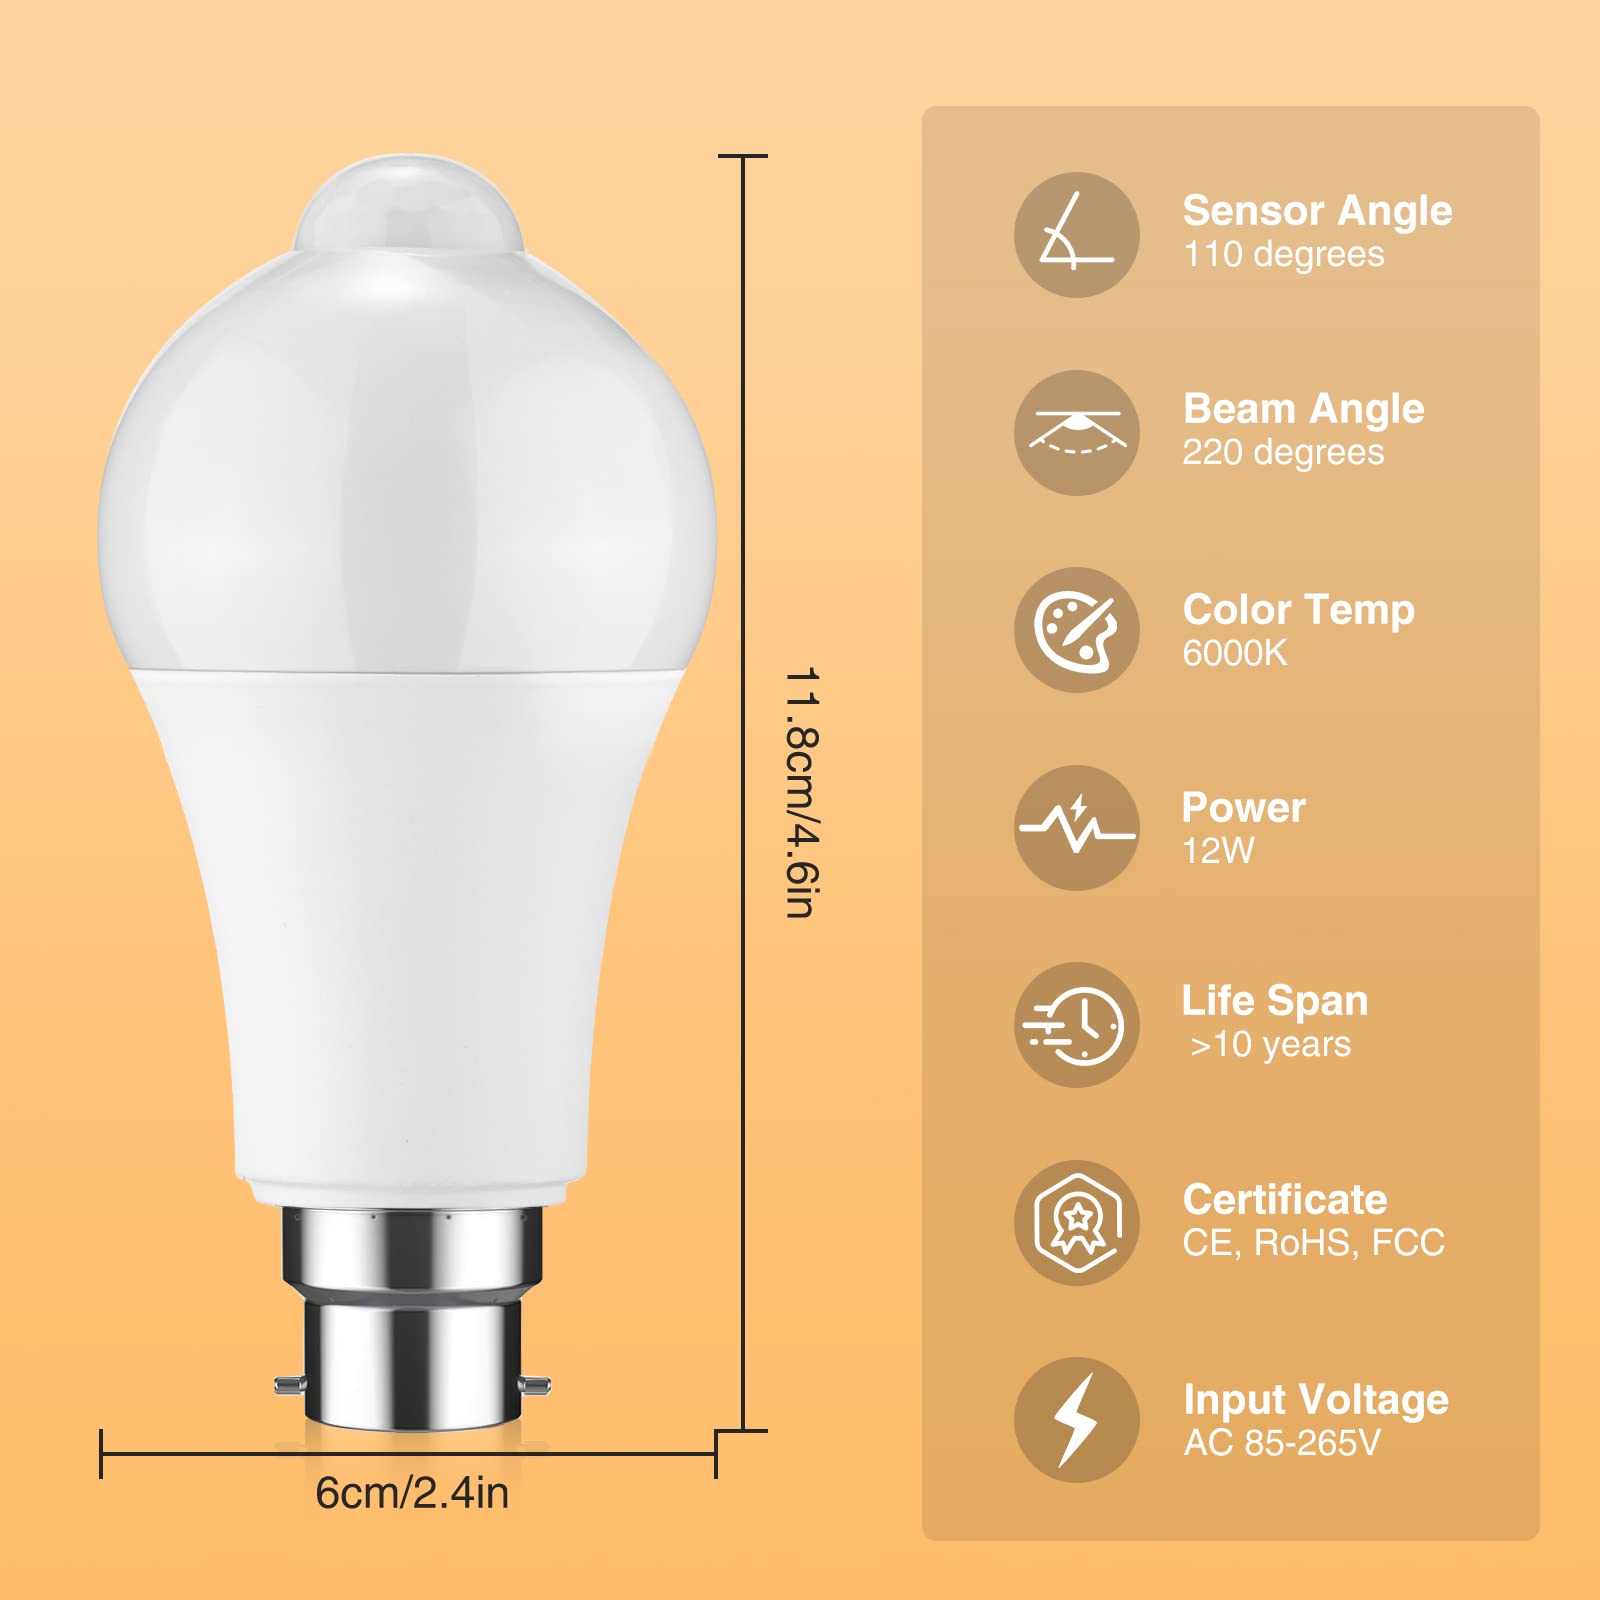 11.8cm/4.6in
6cm/2.4in
Sensor Angle
110 degrees
Beam Angle
220 degrees
Color Temp
6000K
Power
12W
Life Span
>10 years
Certificate
CE, RoHS, FCC
Input Voltage
AC 85-265V